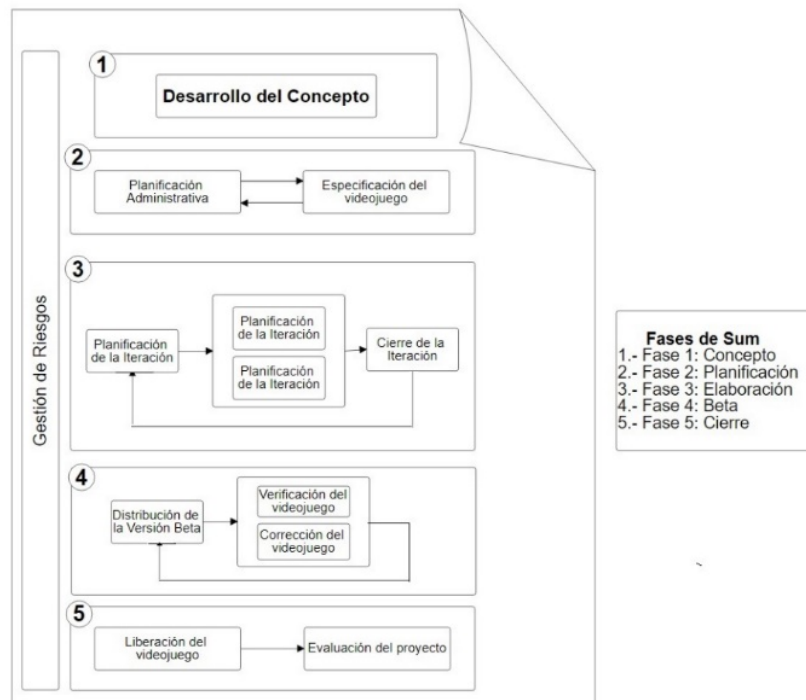 Gestión de Riesgos
1
Desarrollo del Concepto
2
Planificación
Administrativa
Especificación del
videojuego
3
Planificación
de la Iteración
Planificación
de la Iteración
Planificación
de la Iteración
Cierre de la
Iteración
4
Distribución de
la Versión Beta
Verificación del
videojuego
Corrección del
videojuego
5
Liberación del
videojuego
Evaluación del proyecto
Fases de Sum
1.- Fase 1: Concepto
2.- Fase 2: Planificación
3.- Fase 3: Elaboración
4.- Fase 4: Beta
5.- Fase 5: Cierre